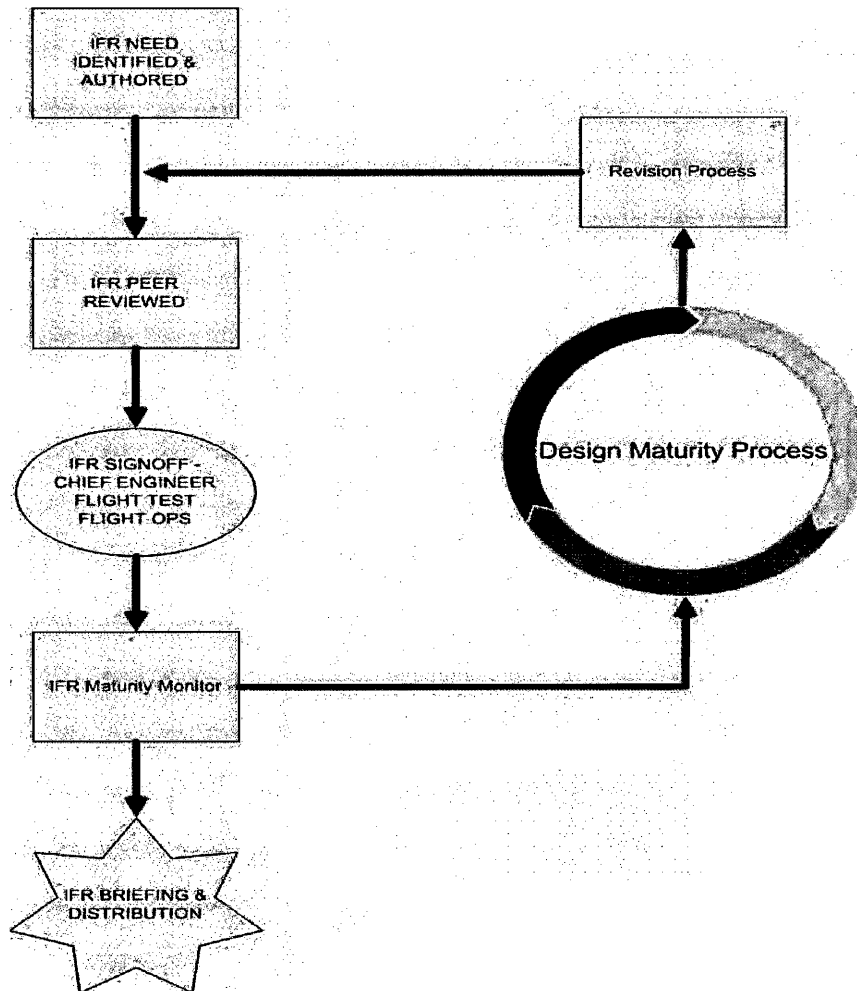 IFR NEED
IDENTIFIED &
AUTHORED
Revision Process
IFR PEER
REVIEWED
IFR SIGNOFF -
CHIEF ENGINEER
FLIGHT TEST
FLIGHT OPS
Design Maturity Process
IFR Maturity Monitor
IFR BRIEFING &
DISTRIBUTION